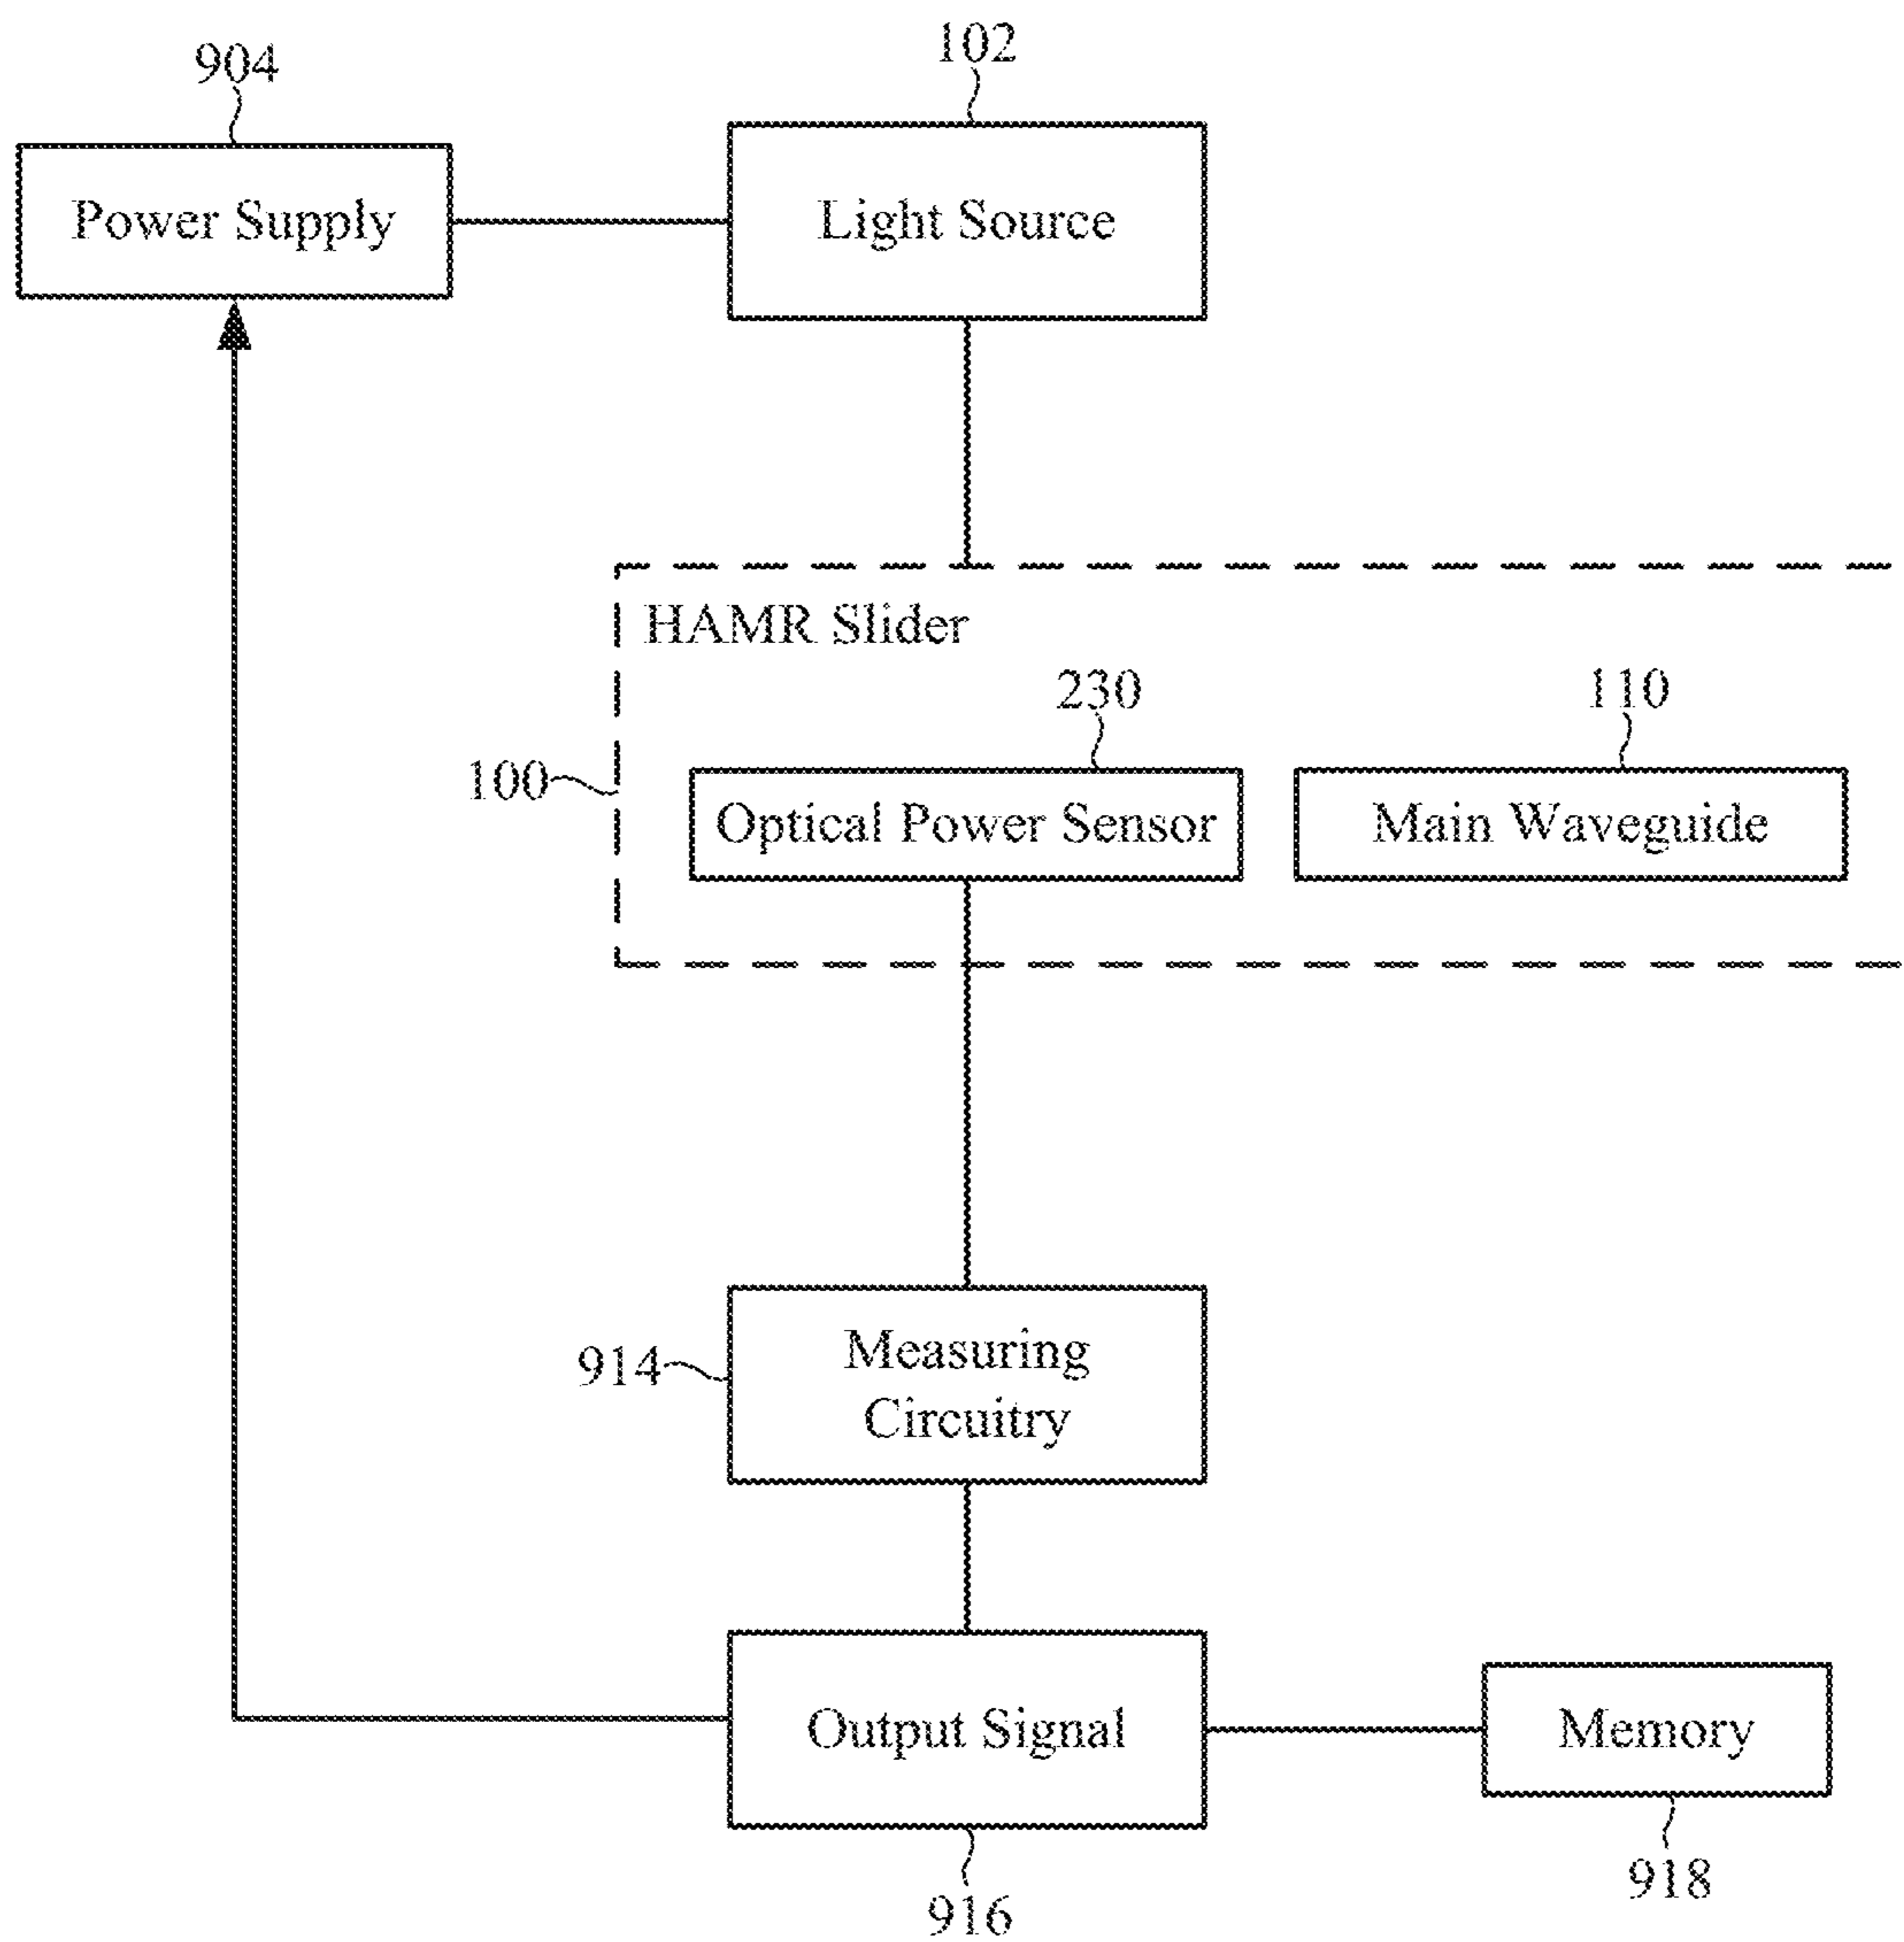 904
102
Power Supply
Light Source
HAMR Slider
230
110
100
Optical Power Sensor
Main Waveguide
914
Measuring
Circuitry
Output Signal
Memory
918
916